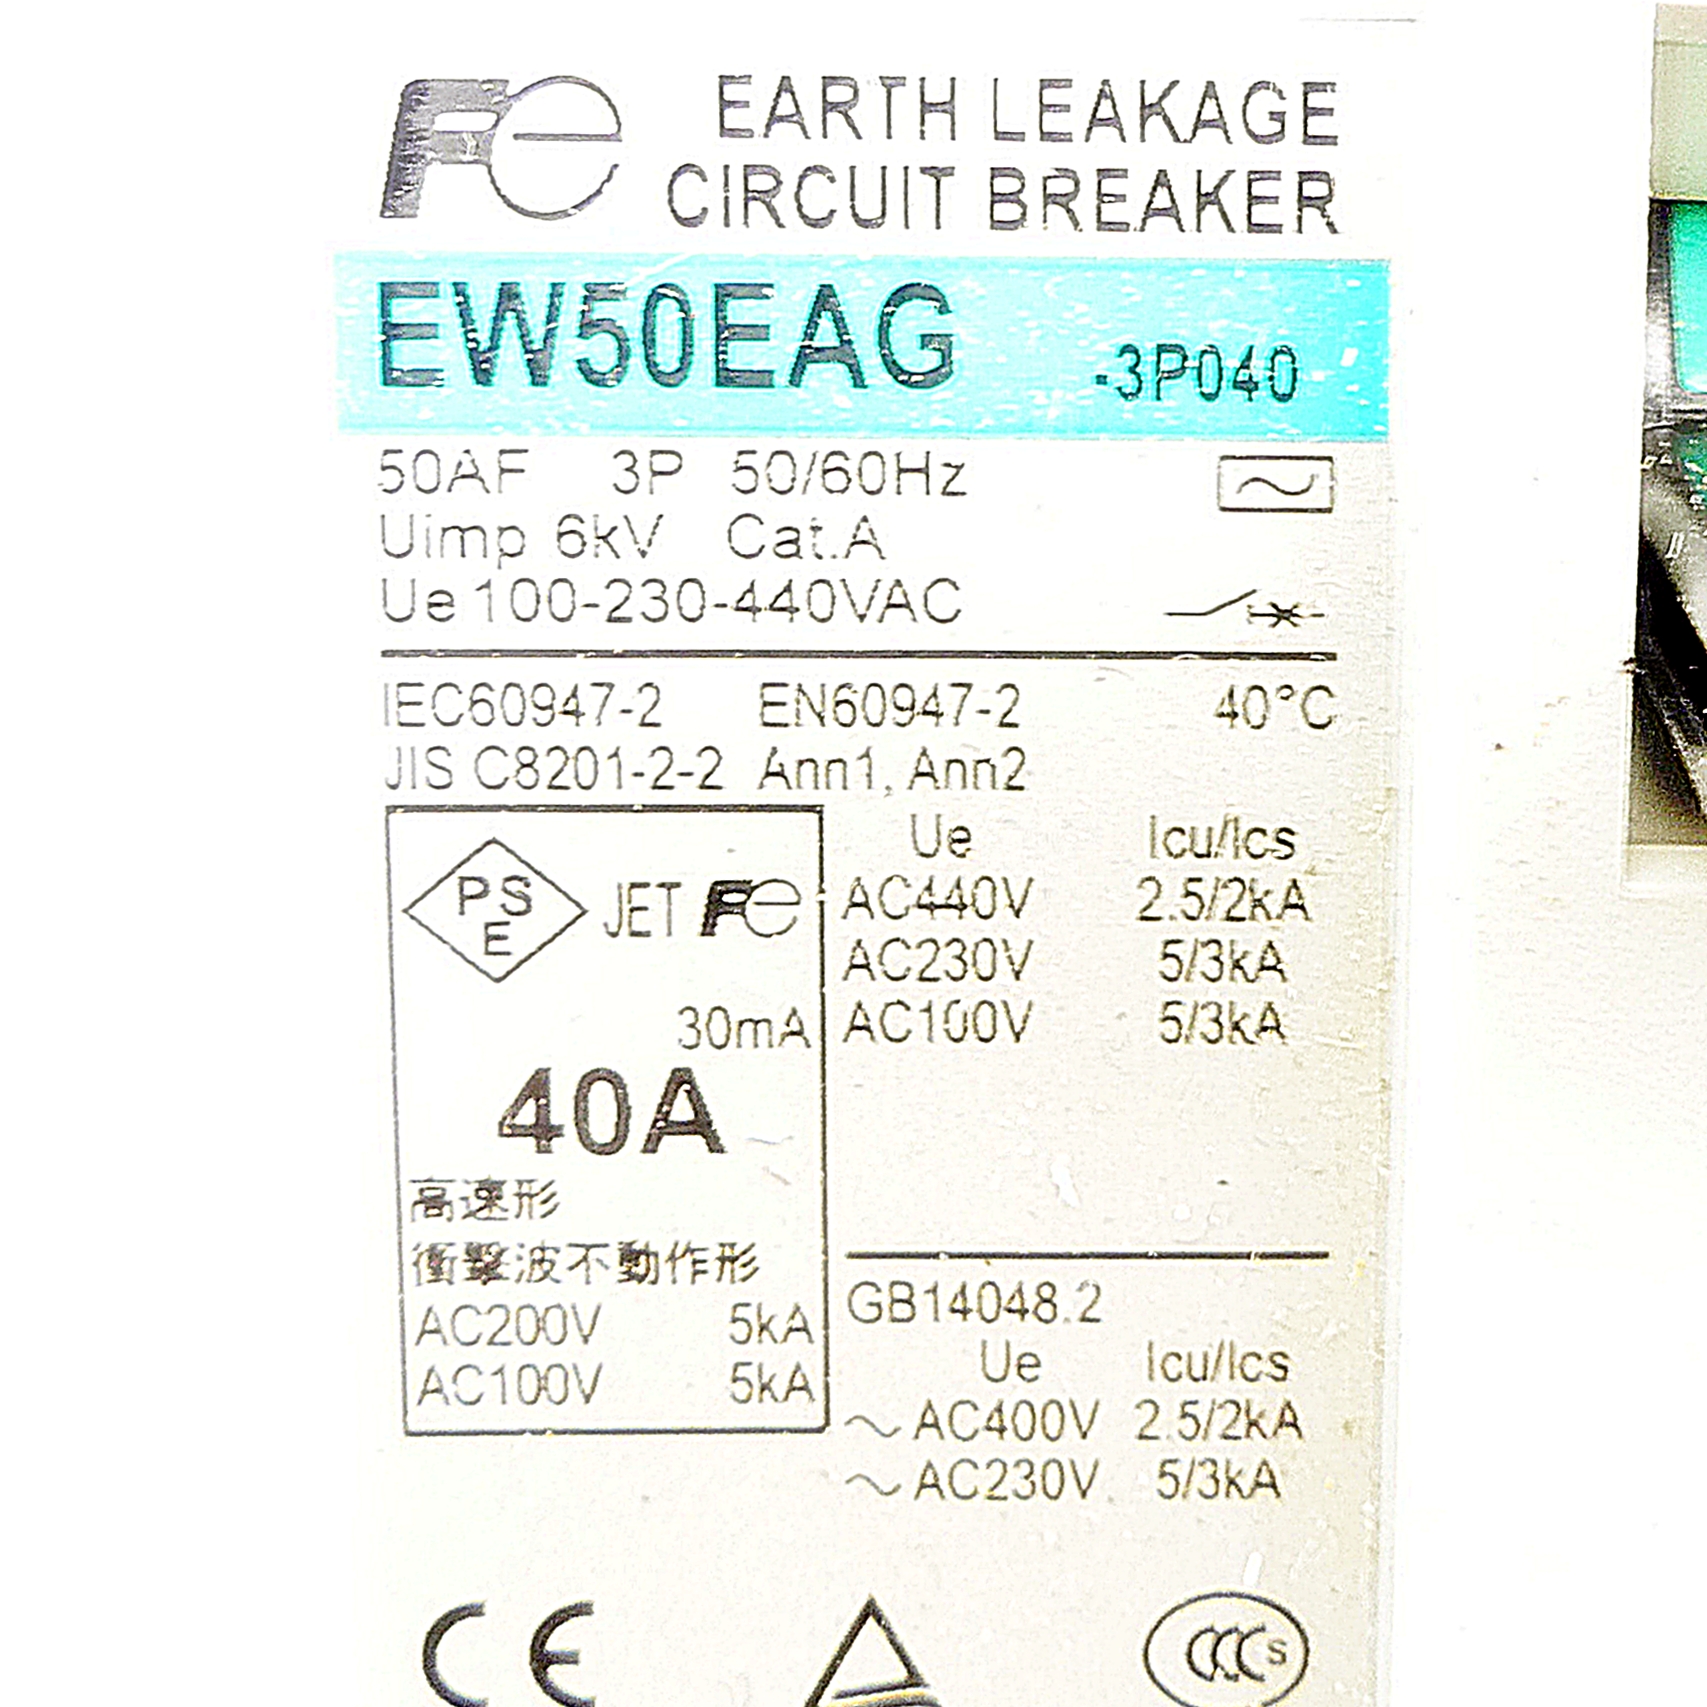 Fe EARTH LEAKAGE
CIRCUIT BREAKER
EW50EAG -3P040
50AF 3P 50/60Hz
Uimp 6kV Cat.A
Ue 100-230-440VAC
IEC60947-2 EN60947-2 40°C
JIS C8201-2-2 Ann1, Ann2
PS
E
JET Fe
30mA
40A
高速形
衝撃波不動作形
AC200V 5kA
AC100V 5kA
Ue Icu/Ics
AC440V 2.5/2kA
AC230V 5/3kA
AC100V 5/3kA
GB14048.2
Ue Icu/Ics
~AC400V 2.5/2kA
~AC230V 5/3kA
CE
CCC S